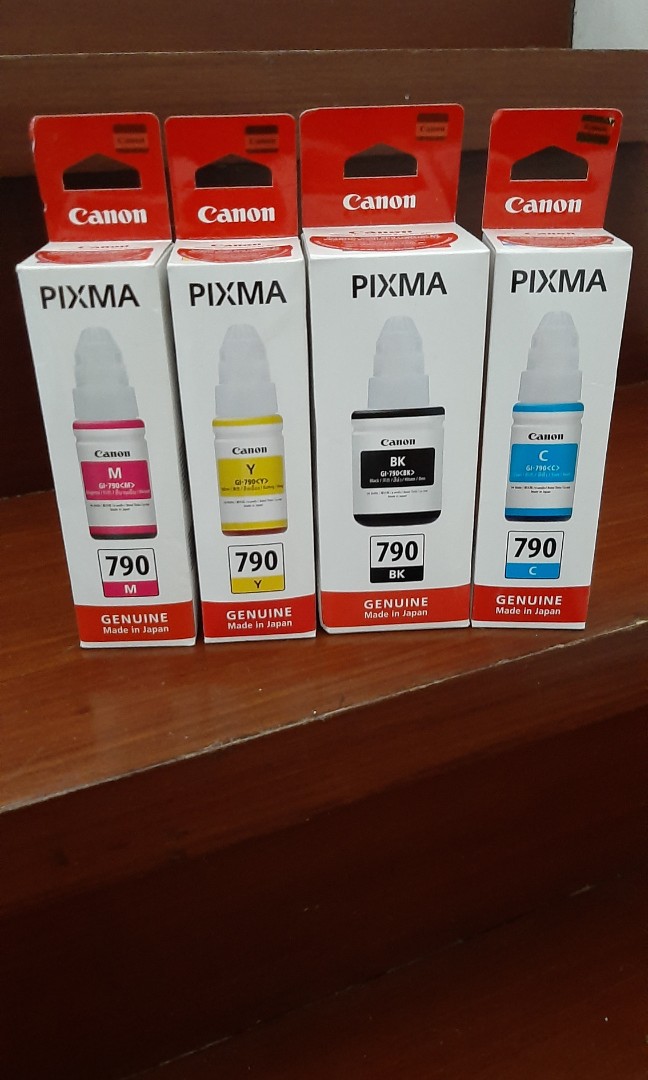 Canon
PIXMA
Canon
M
GI-790<M>
790
M
GENUINE
Made in Japan
Canon
PIXMA
Canon
Y
GI-790<Y>
790
Y
GENUINE
Made in Japan
Canon
PIXMA
Canon
BK
GI-790<BK>
790
BK
GENUINE
Made in Japan
Canon
PIXMA
Canon
C
GI-790<C>
790
C
GENUINE
Made in Japan